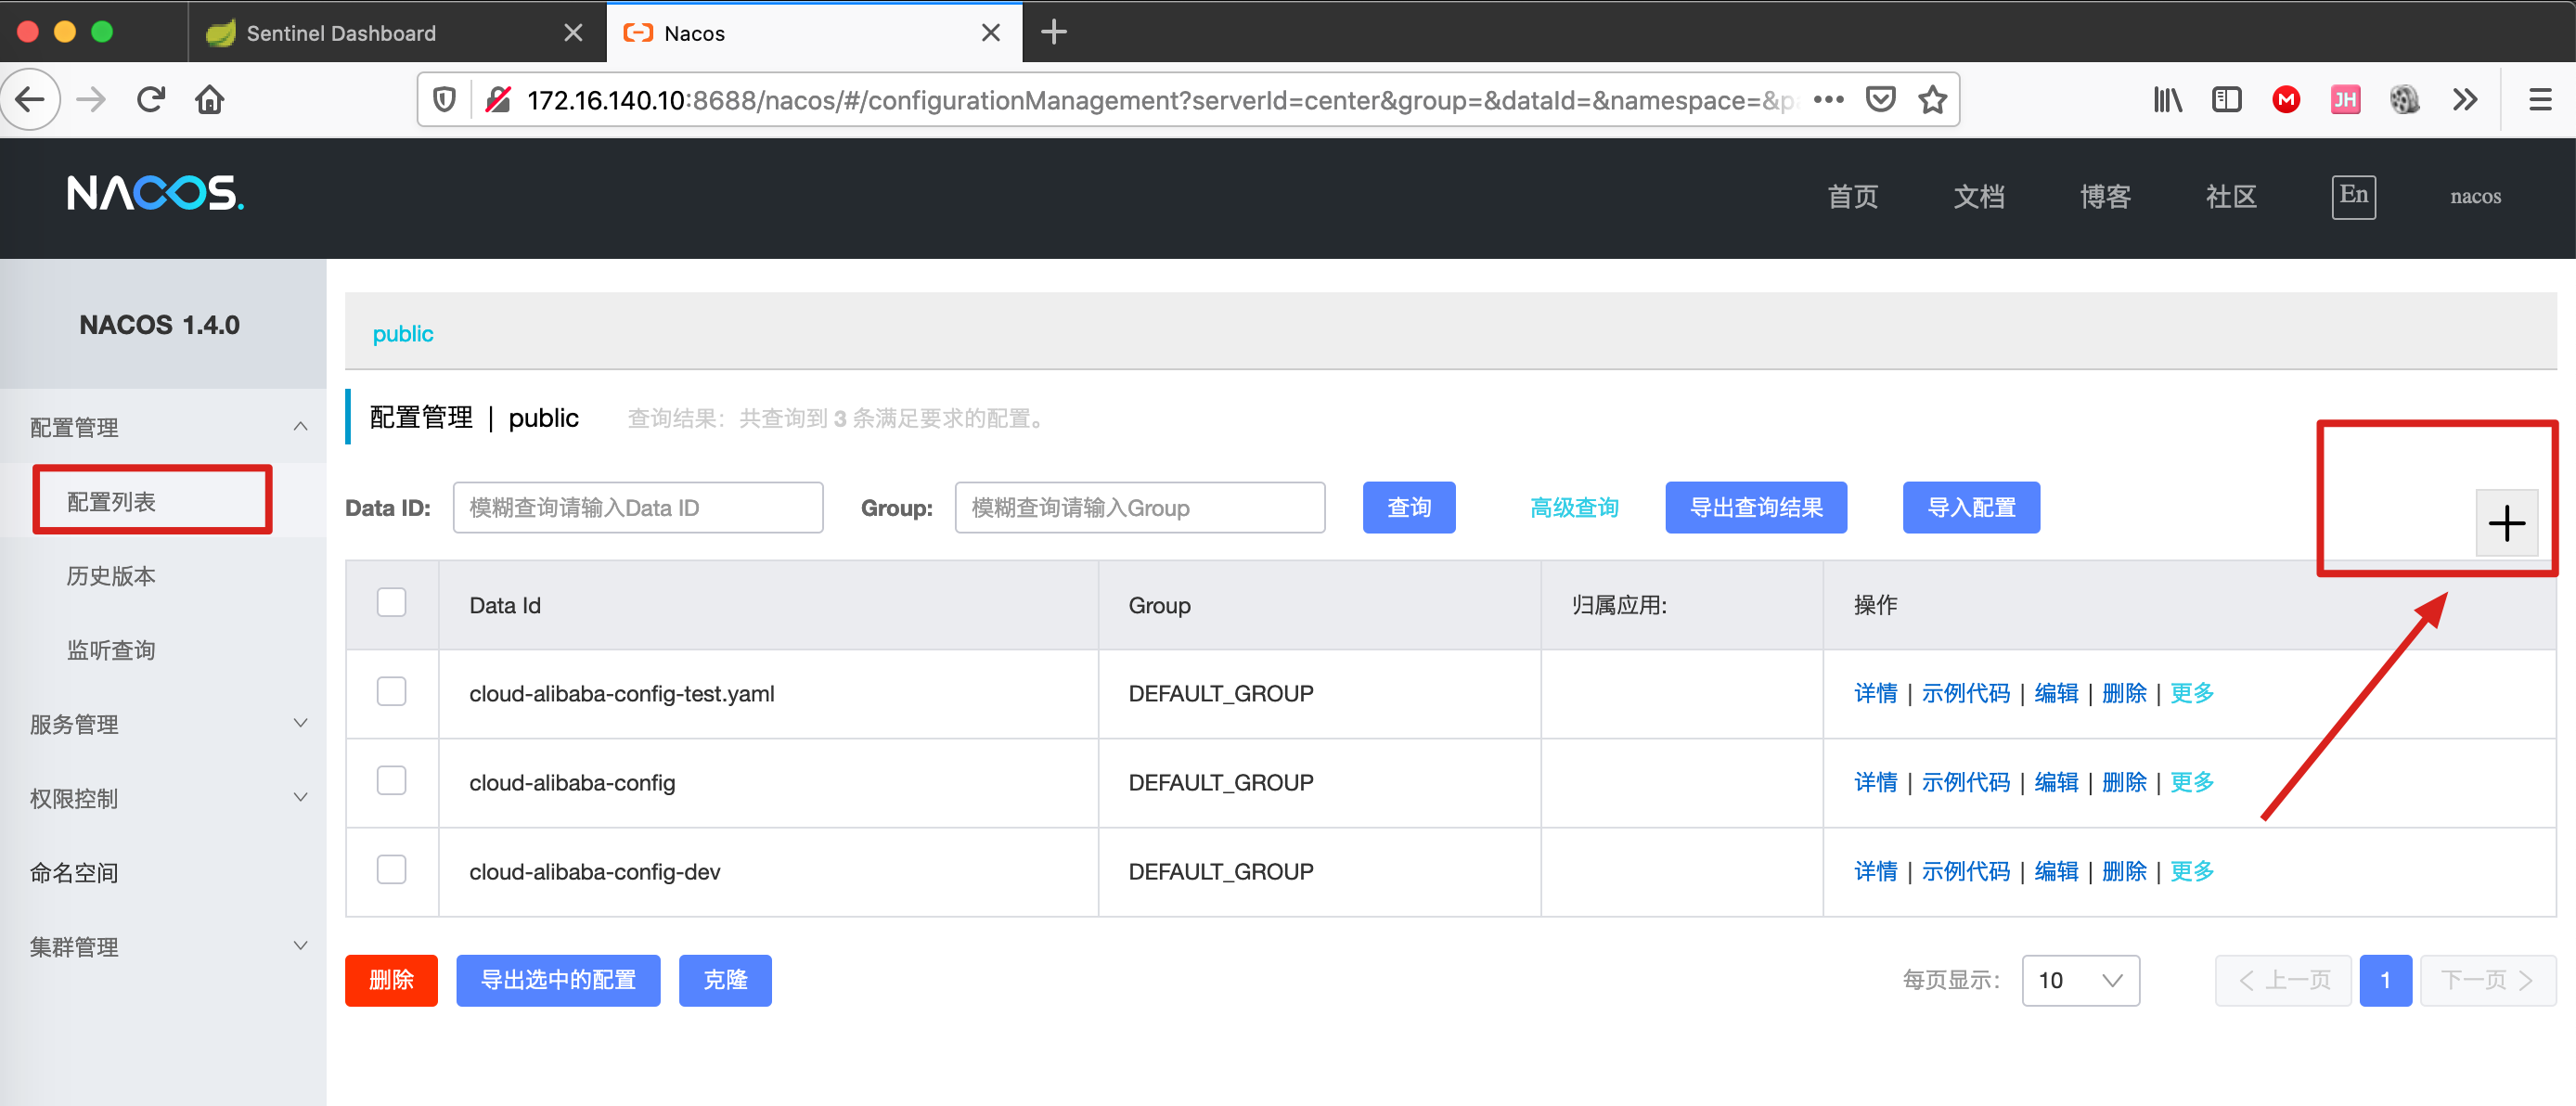 Sentinel Dashboard
Nacos
172.16.140.10:8688/nacos/#/configurationManagement?serverId=center&group=&dataId=&namespace=&p
NACOS.
首页 文档 博客 社区 En nacos
NACOS 1.4.0
配置管理
配置列表
历史版本
监听查询
服务管理
权限控制
命名空间
集群管理
public
配置管理 | public 查询结果：共查询到 3 条满足要求的配置。
Data ID: 模糊查询请输入Data ID Group: 模糊查询请输入Group 查询 高级查询 导出查询结果 导入配置
Data Id Group 归属应用: 操作
cloud-alibaba-config-test.yaml DEFAULT_GROUP 详情 | 示例代码 | 编辑 | 删除 | 更多
cloud-alibaba-config DEFAULT_GROUP 详情 | 示例代码 | 编辑 | 删除 | 更多
cloud-alibaba-config-dev DEFAULT_GROUP 详情 | 示例代码 | 编辑 | 删除 | 更多
删除 导出选中的配置 克隆 每页显示: 10 上一页 1 下一页